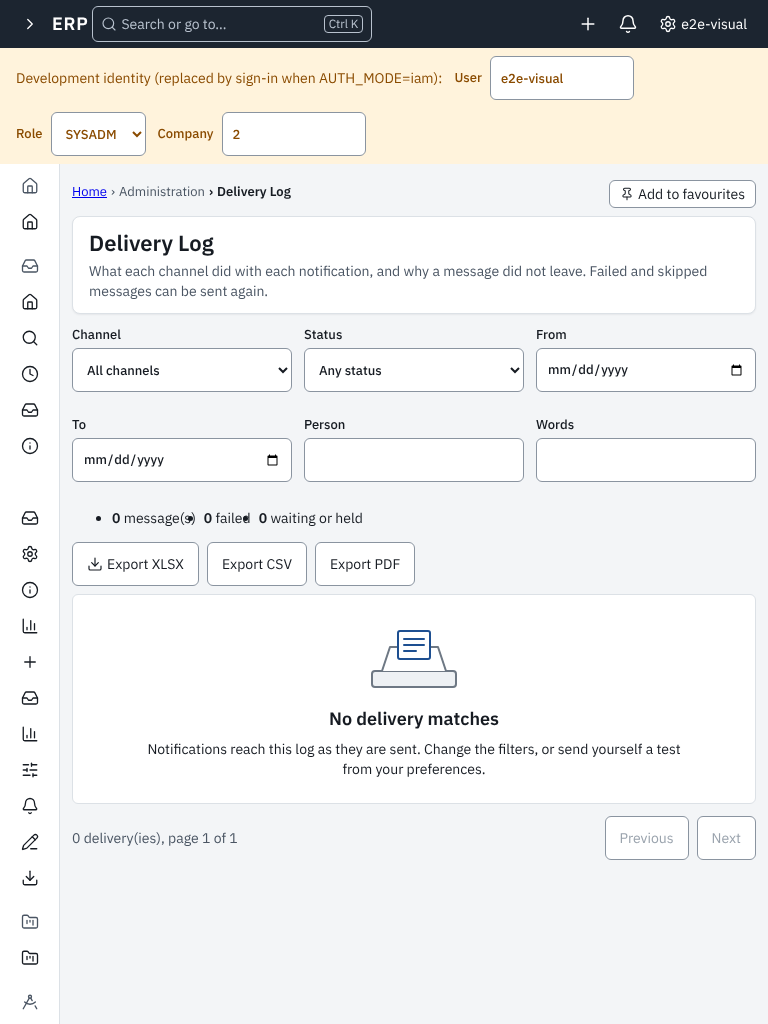 ERP
Search or go to...
Ctrl K
e2e-visual
Development identity (replaced by sign-in when AUTH_MODE=iam):
User
e2e-visual
Role
SYSADM
Company
2
Home › Administration › Delivery Log
Add to favourites
Delivery Log
What each channel did with each notification, and why a message did not leave. Failed and skipped
messages can be sent again.
Channel
Status
From
All channels
Any status
mm/dd/yyyy
To
Person
Words
mm/dd/yyyy
0 message(s) 0 failed 0 waiting or held
Export XLSX
Export CSV
Export PDF
No delivery matches
Notifications reach this log as they are sent. Change the filters, or send yourself a test
from your preferences.
0 delivery(ies), page 1 of 1
Previous
Next